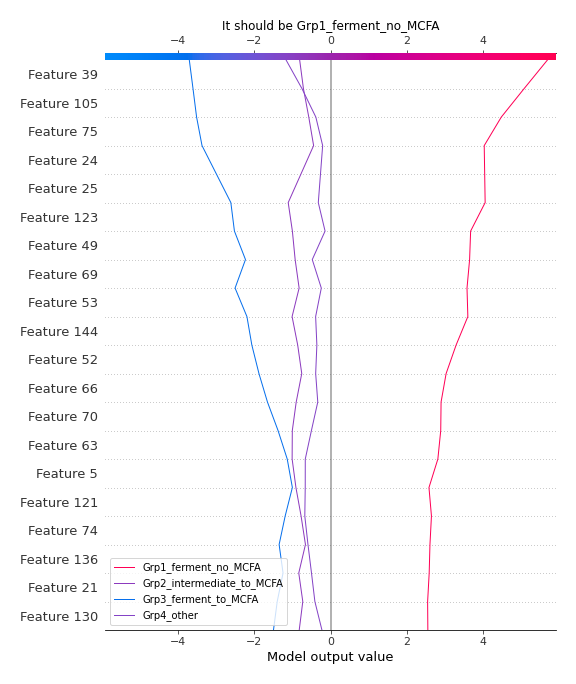 It should be Grp1_ferment_no_MCFA
−4 −2 0 2 4
Feature 39
Feature 105
Feature 75
Feature 24
Feature 25
Feature 123
Feature 49
Feature 69
Feature 53
Feature 144
Feature 52
Feature 66
Feature 70
Feature 63
Feature 5
Feature 121
Feature 74
Feature 136
Feature 21
Feature 130
Grp1_ferment_no_MCFA
Grp2_intermediate_to_MCFA
Grp3_ferment_to_MCFA
Grp4_other
−4 −2 0 2 4
Model output value